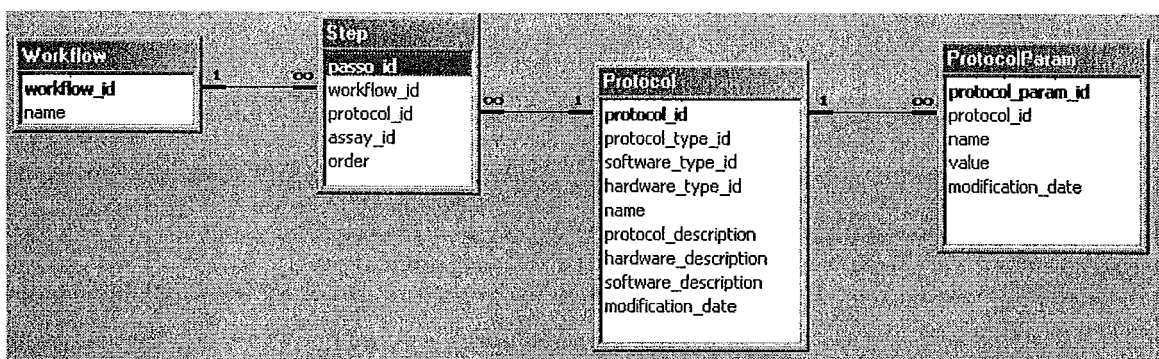 Workflow
workflow_id
name
1 ∞
Step
passo_id
workflow_id
protocol_id
assay_id
order
∞ 1
Protocol
protocol_id
protocol_type_id
software_type_id
hardware_type_id
name
protocol_description
hardware_description
software_description
modification_date
1 ∞
ProtocolParam
protocol_param_id
protocol_id
name
value
modification_date